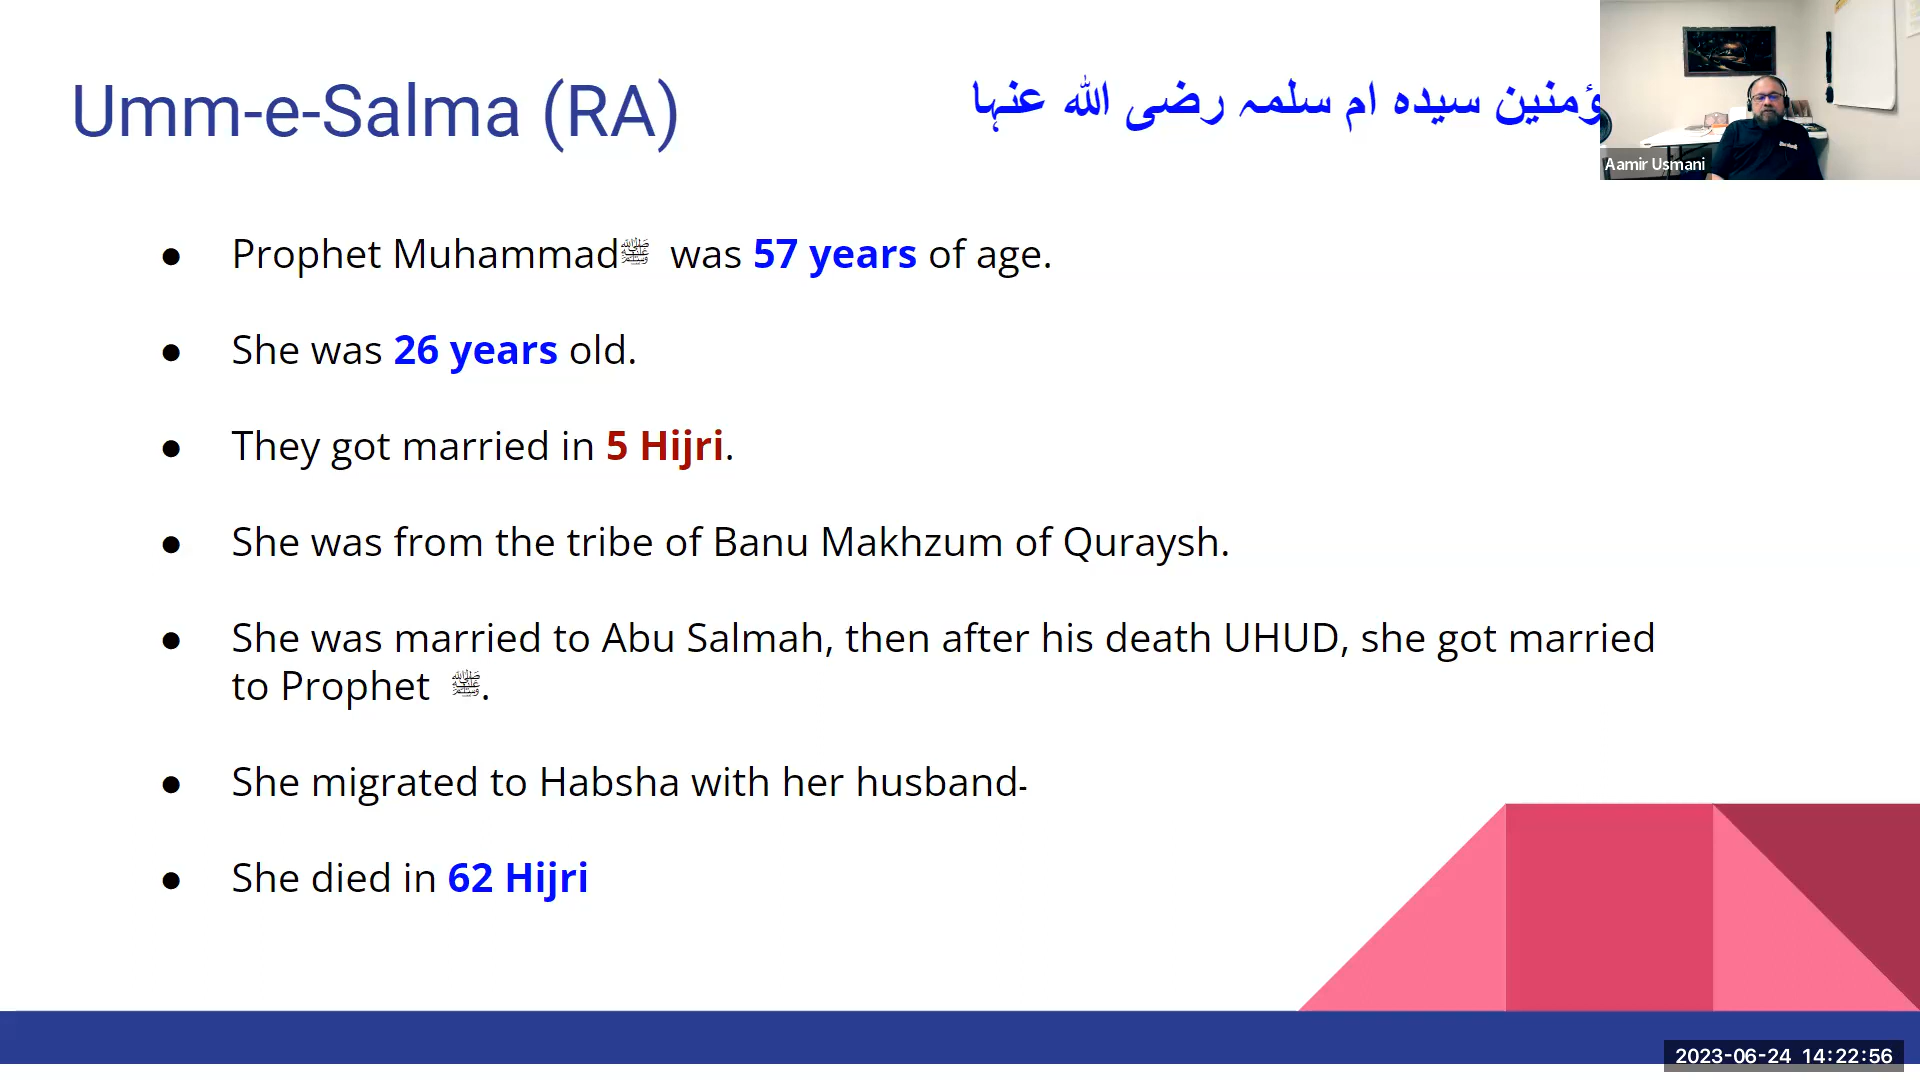 Umm-e-Salma (RA)
ؤمنین سیدہ ام سلمہ رضی اللہ عنہا
Aamir Usmani
● Prophet Muhammadﷺ was 57 years of age.
● She was 26 years old.
● They got married in 5 Hijri.
● She was from the tribe of Banu Makhzum of Quraysh.
● She was married to Abu Salmah, then after his death UHUD, she got married
to Prophet ﷺ.
● She migrated to Habsha with her husband-
● She died in 62 Hijri
2023-06-24 14:22:56